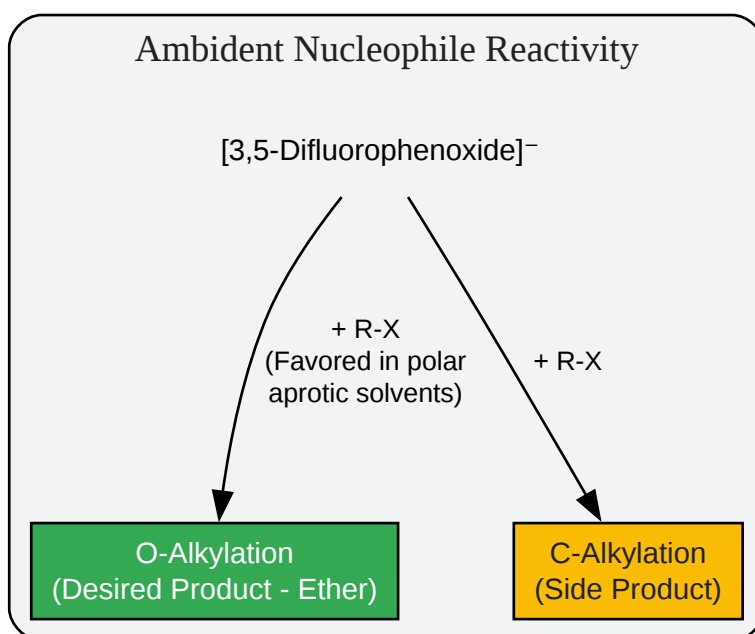 Ambident Nucleophile Reactivity
[3,5-Difluorophenoxide]⁻
+ R-X
(Favored in polar
aprotic solvents)
+ R-X
O-Alkylation
(Desired Product - Ether)
C-Alkylation
(Side Product)